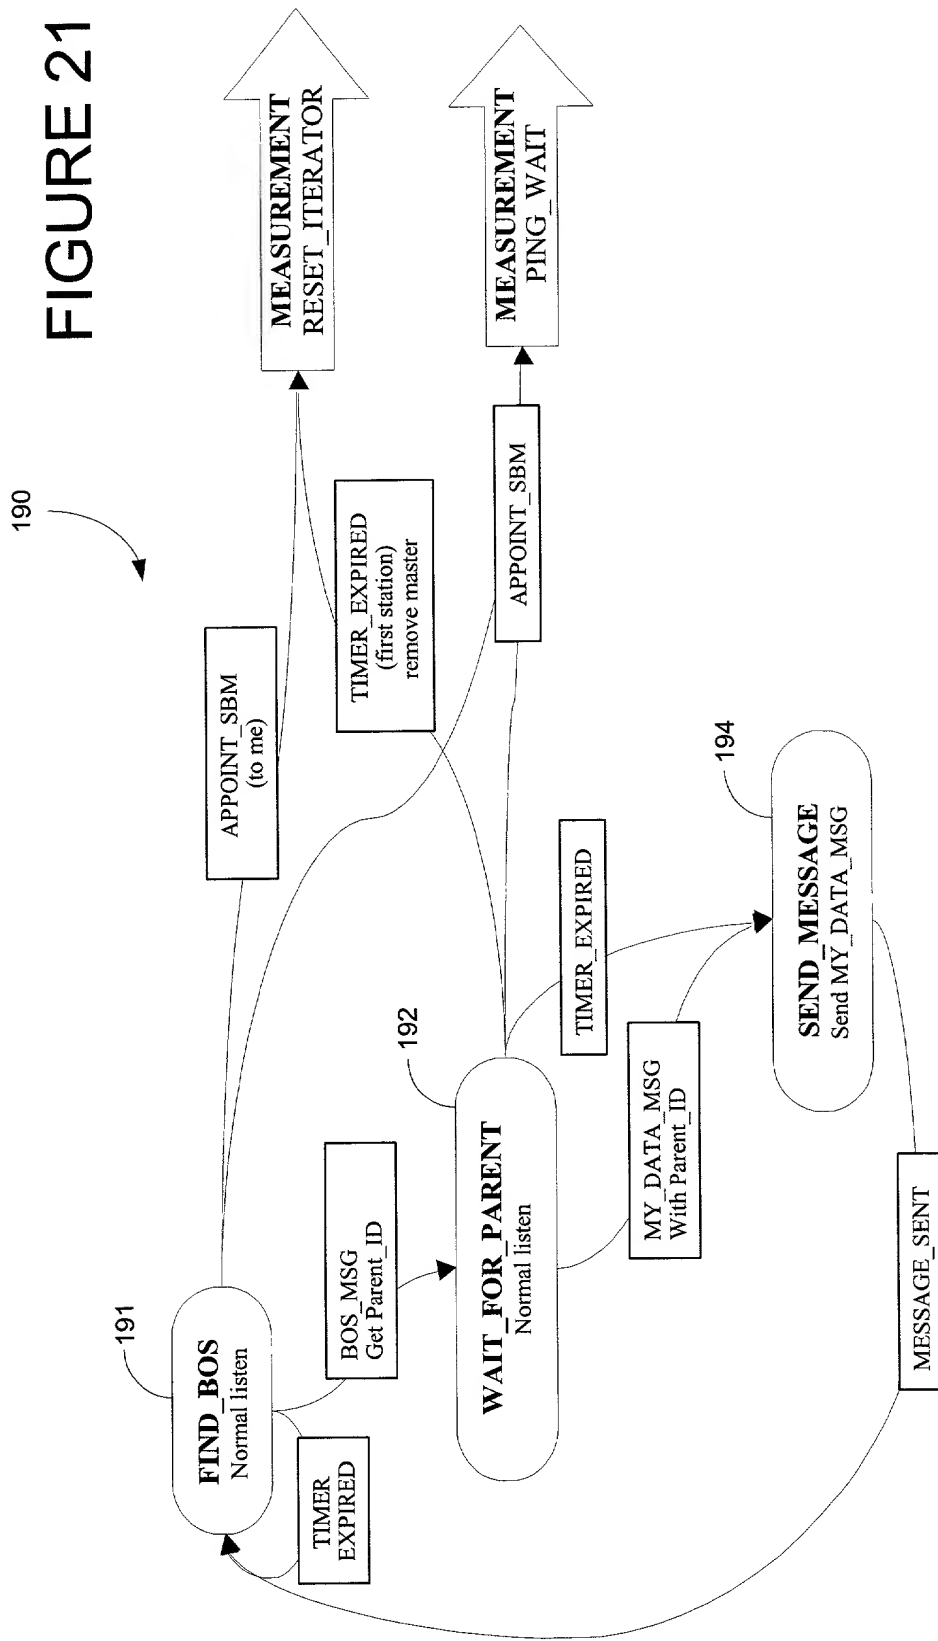 FIGURE 21
190
191
FIND_BOS
Normal listen
TIMER
EXPIRED
BOS_MSG
Get Parent_ID
APPOINT_SBM
(to me)
MEASUREMENT
RESET_ITERATOR
192
WAIT_FOR_PARENT
Normal listen
TIMER_EXPIRED
(first station)
remove master
APPOINT_SBM
MEASUREMENT
PING_WAIT
MY_DATA_MSG
With Parent_ID
TIMER_EXPIRED
194
SEND_MESSAGE
Send MY_DATA_MSG
MESSAGE_SENT